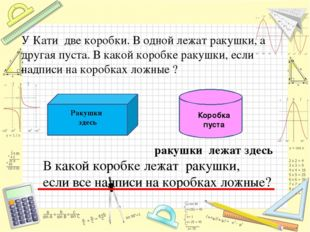 У Кати две коробки. В одной лежат ракушки, а
другая пуста. В какой коробке ракушки, если
надписи на коробках ложные ?
Ракушки
здесь
Коробка
пуста
ракушки лежат здесь
В какой коробке лежат ракушки,
если все надписи на коробках ложные?